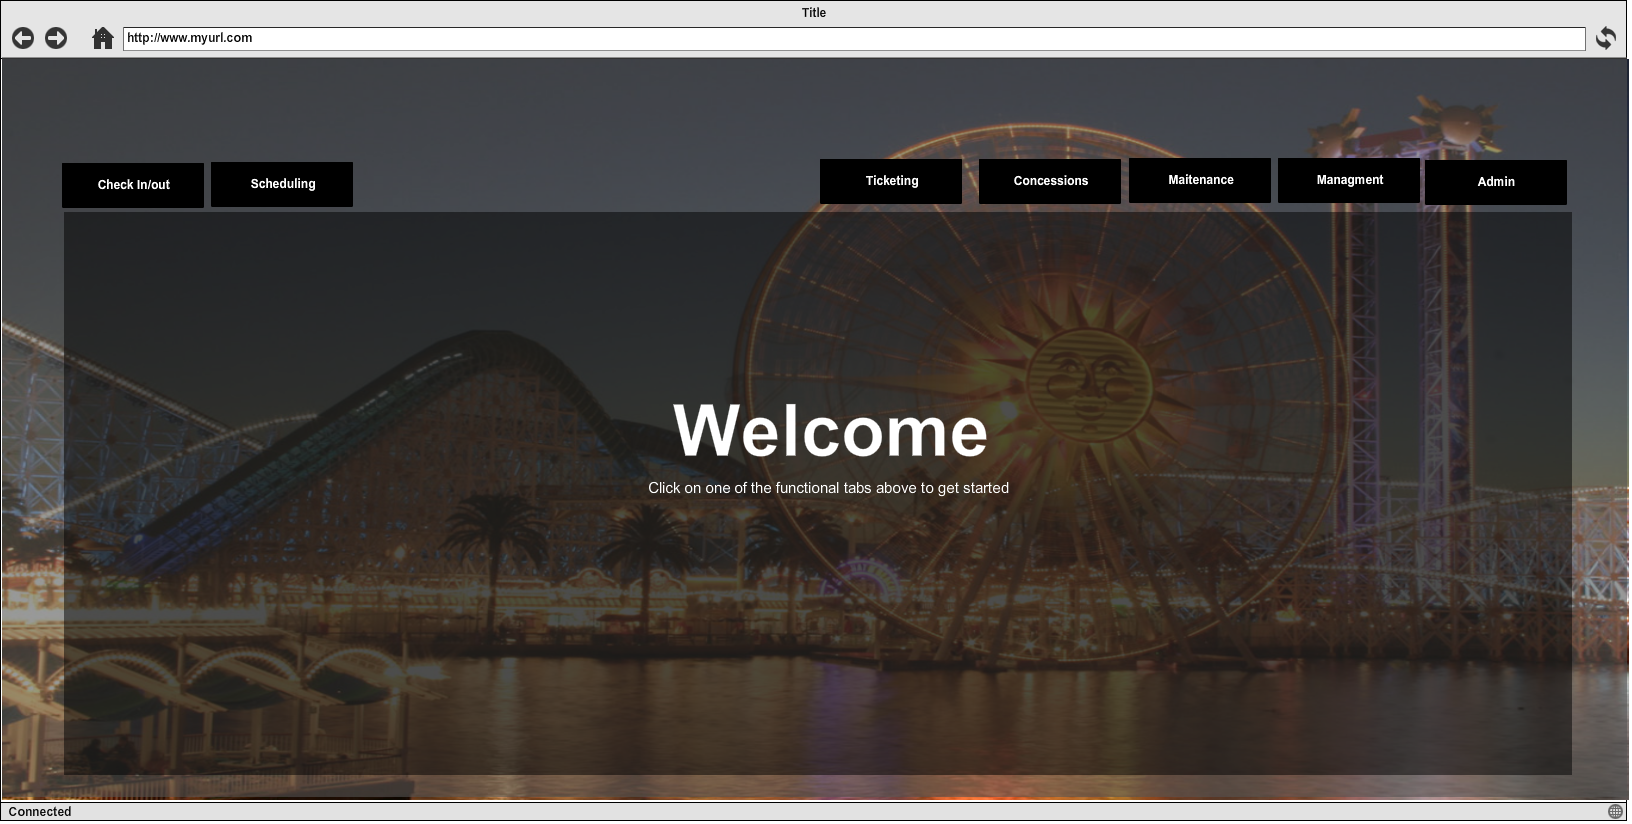 Title
http://www.myurl.com
Check In/out
Scheduling
Ticketing
Concessions
Maitenance
Managment
Admin
Welcome
Click on one of the functional tabs above to get started
Connected